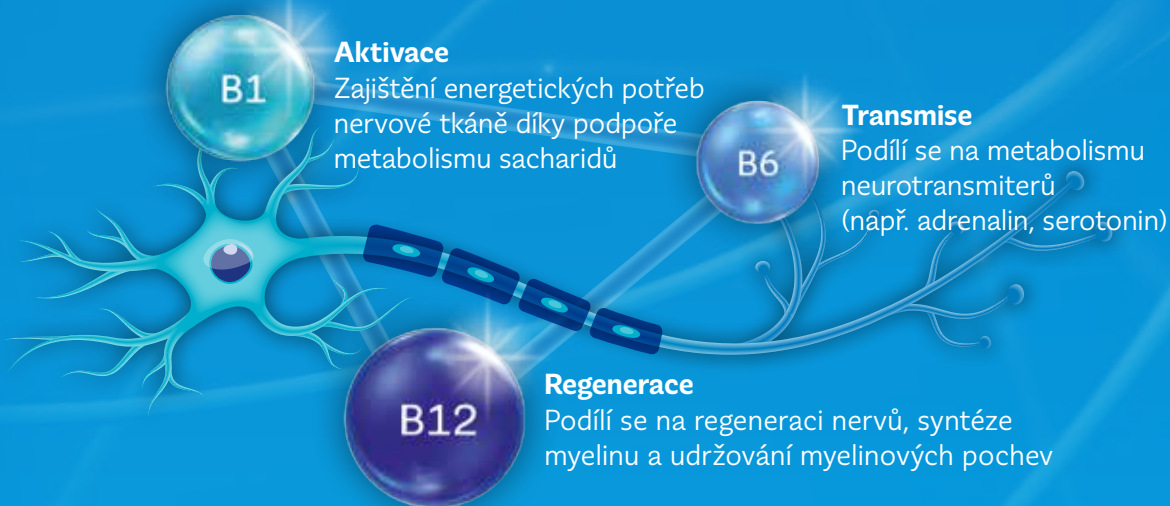 B1
Aktivace
Zajištění energetických potřeb
nervové tkáně díky podpoře
metabolismu sacharidů
B6
Transmise
Podílí se na metabolismu
neurotransmiterů
(např. adrenalin, serotonin)
B12
Regenerace
Podílí se na regeneraci nervů, syntéze
myelinu a udržování myelinových pochev